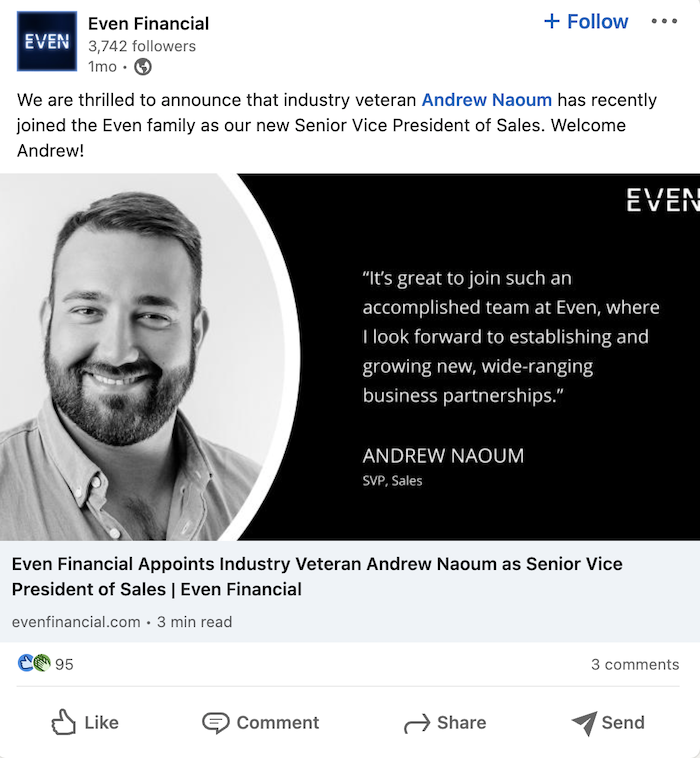 EVEN
Even Financial
3,742 followers
1mo •
+ Follow •••
We are thrilled to announce that industry veteran Andrew Naoum has recently
joined the Even family as our new Senior Vice President of Sales. Welcome
Andrew!
EVEN
“It’s great to join such an
accomplished team at Even, where
I look forward to establishing and
growing new, wide-ranging
business partnerships.”
ANDREW NAOUM
SVP, Sales
Even Financial Appoints Industry Veteran Andrew Naoum as Senior Vice
President of Sales | Even Financial
evenfinancial.com • 3 min read
95
3 comments
Like
Comment
Share
Send